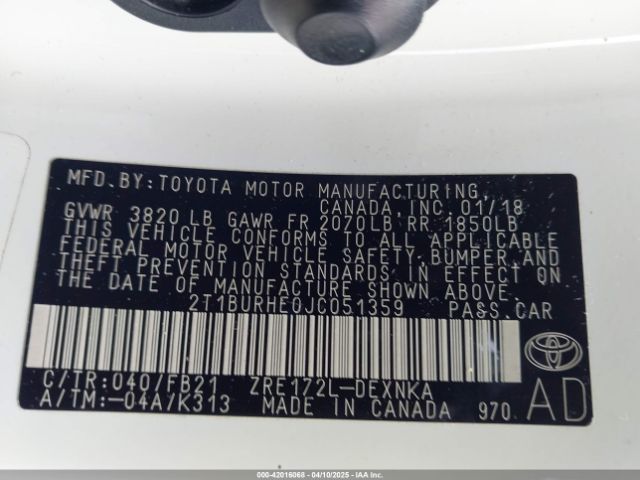 MFD. BY: TOYOTA MOTOR MANUFACTURING,
CANADA, INC. 01/18
GVWR 3820 LB GAWR FR 2070LB RR 1850LB
THIS VEHICLE CONFORMS TO ALL APPLICABLE
FEDERAL MOTOR VEHICLE SAFETY, BUMPER, AND
THEFT PREVENTION STANDARDS IN EFFECT ON
THE DATE OF MANUFACTURE SHOWN ABOVE.
2T1BURHE0JC051359 PASS. CAR
C/TR: 040/FB21 ZRE172L-DEXNKA
A/TM: -04A/K313 MADE IN CANADA 970
AD
000-42016068 - 04/10/2025 - IAAI.COM